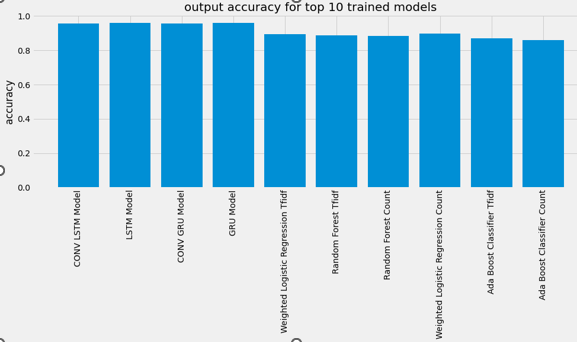 output accuracy for top 10 trained models
accuracy
1.0
0.8
0.6
0.4
0.2
0.0
CONV LSTM Model
LSTM Model
CONV GRU Model
GRU Model
Weighted Logistic Regression Tfidf
Random Forest Tfidf
Random Forest Count
Weighted Logistic Regression Count
Ada Boost Classifier Tfidf
Ada Boost Classifier Count